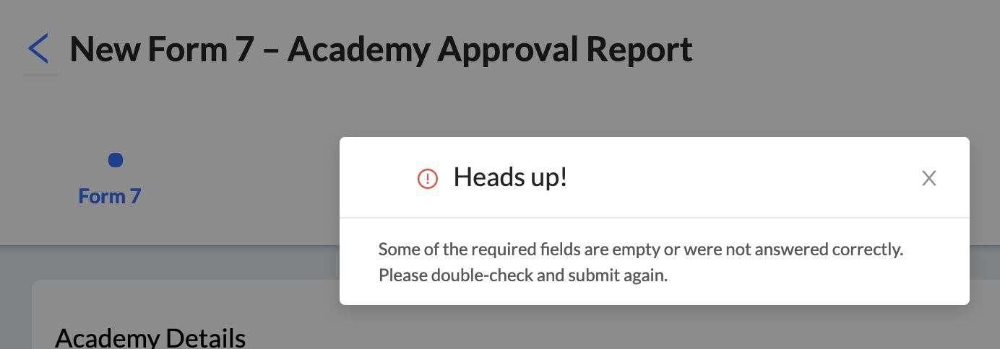 New Form 7 – Academy Approval Report
Form 7
Heads up!
Some of the required fields are empty or were not answered correctly.
Please double-check and submit again.
Academy Details